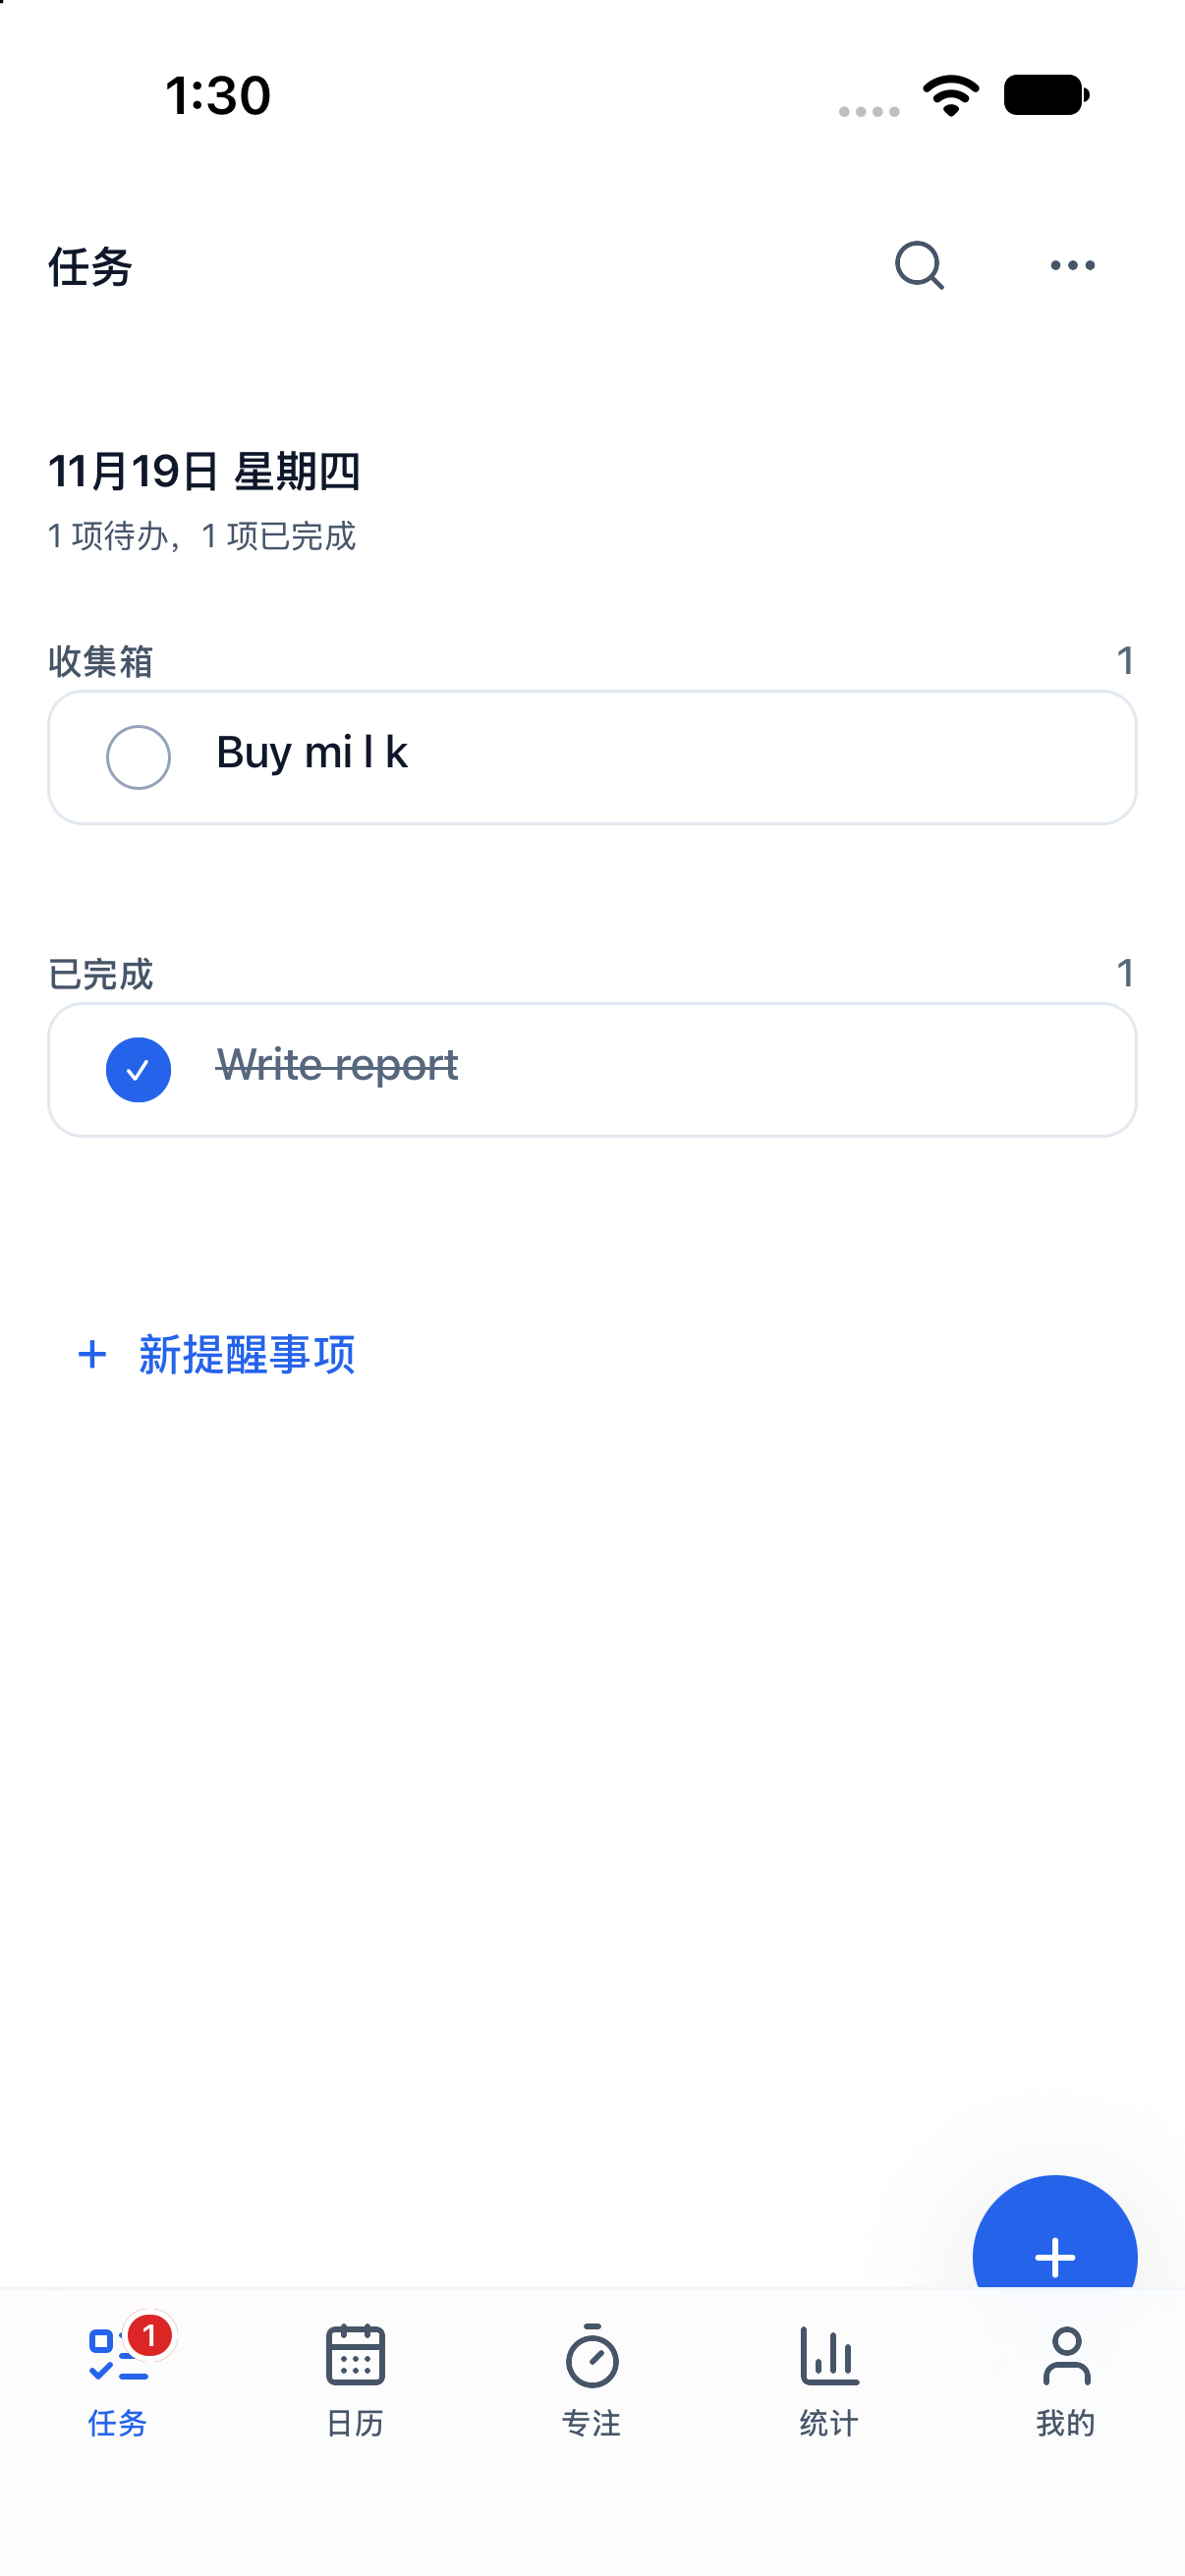 1:30
任务
11月19日 星期四
1 项待办，1 项已完成
收集箱 1
Buy mi l k
已完成 1
Write report
+ 新提醒事项
1
任务 日历 专注 统计 我的